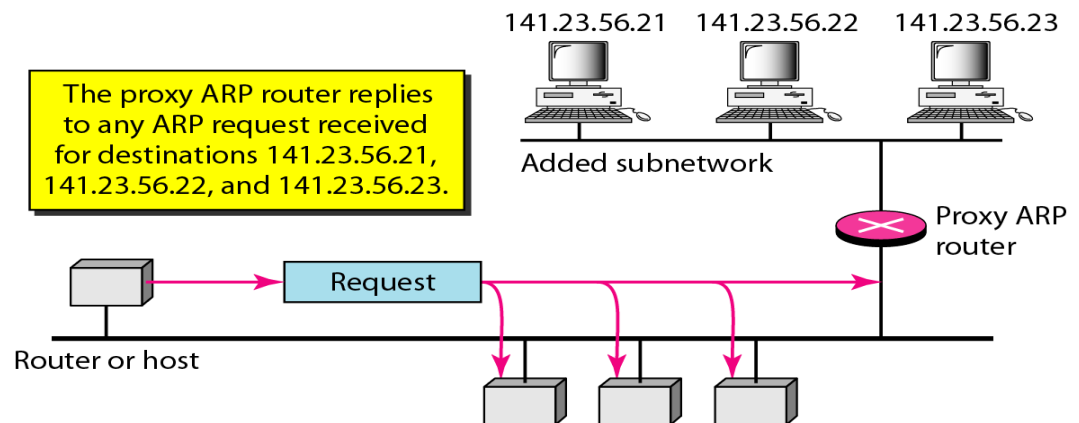 141.23.56.21
141.23.56.22
141.23.56.23
The proxy ARP router replies
to any ARP request received
for destinations 141.23.56.21,
141.23.56.22, and 141.23.56.23.
Added subnetwork
Proxy ARP
router
Request
Router or host